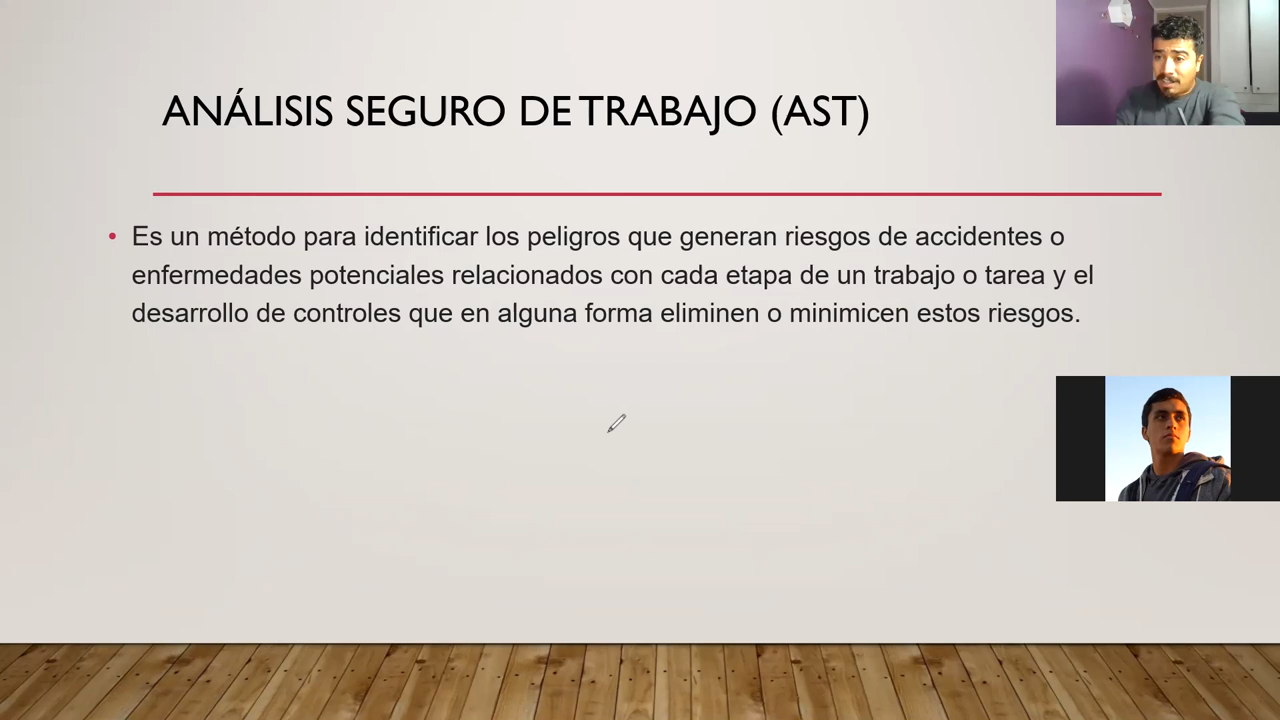 ANÁLISIS SEGURO DE TRABAJO (AST)
• Es un método para identificar los peligros que generan riesgos de accidentes o
enfermedades potenciales relacionados con cada etapa de un trabajo o tarea y el
desarrollo de controles que en alguna forma eliminen o minimicen estos riesgos.